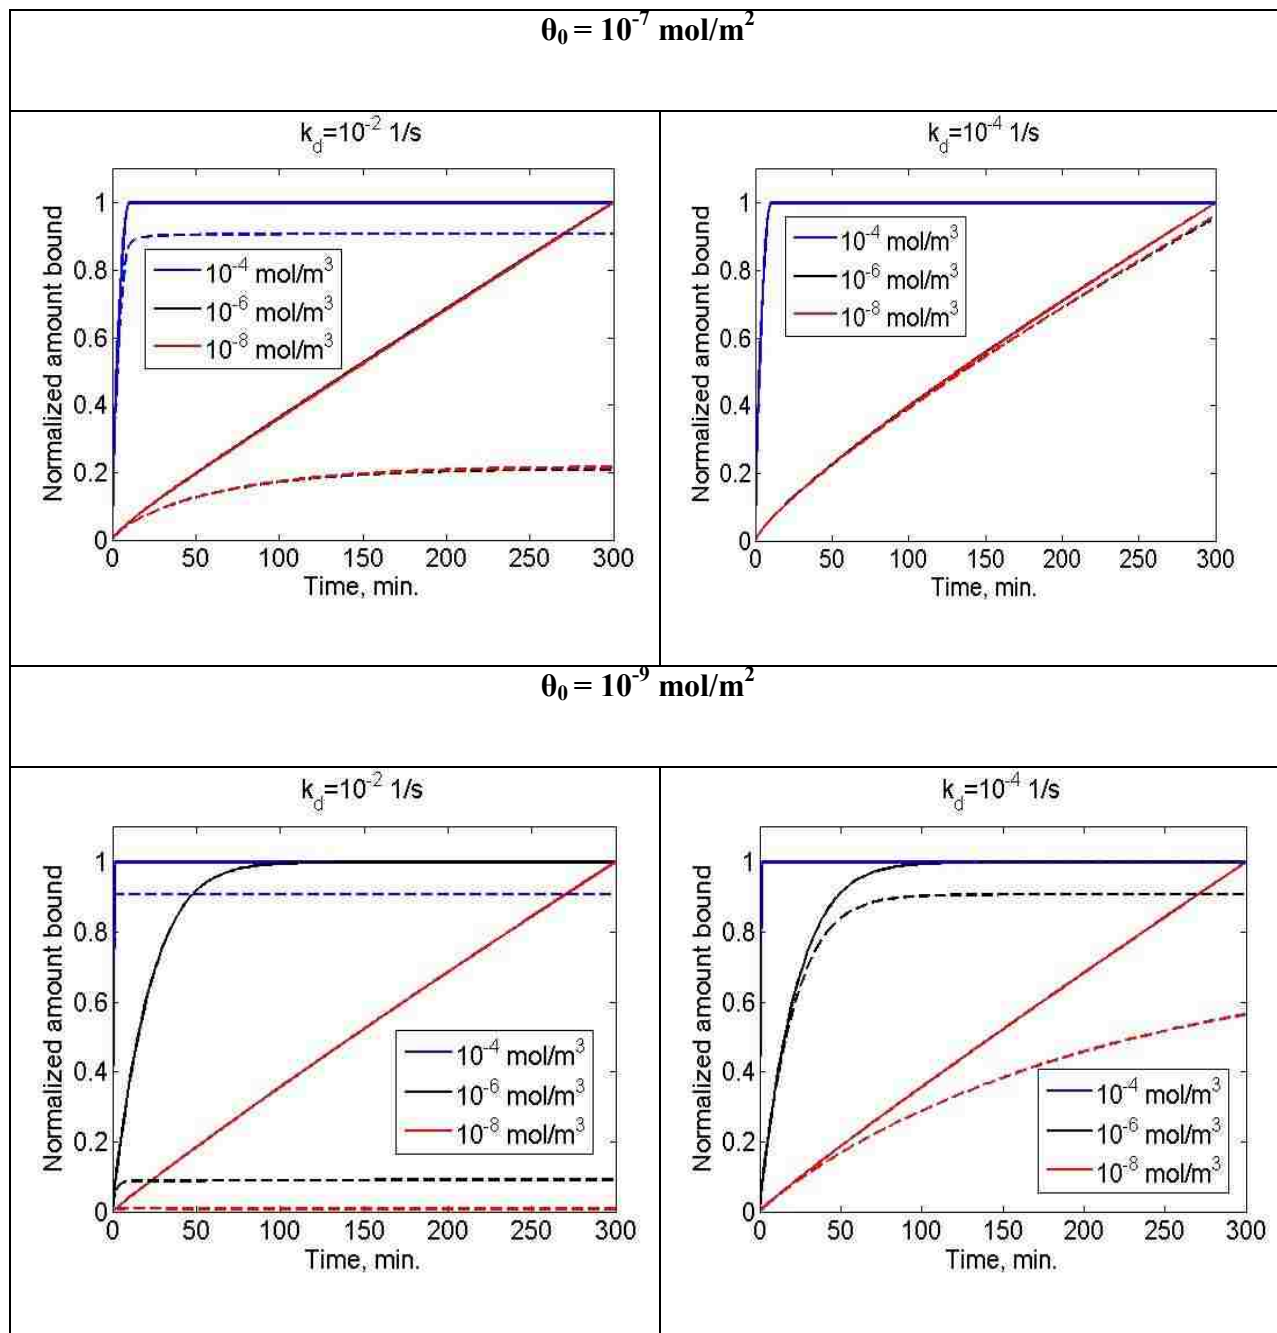 θ₀ = 10⁻⁷ mol/m²
k_d=10⁻² 1/s
Normalized amount bound
1
0.8
0.6
0.4
0.2
0
10⁻⁴ mol/m³
10⁻⁶ mol/m³
10⁻⁸ mol/m³
0 50 100 150 200 250 300
Time, min.
k_d=10⁻⁴ 1/s
Normalized amount bound
1
0.8
0.6
0.4
0.2
0
10⁻⁴ mol/m³
10⁻⁶ mol/m³
10⁻⁸ mol/m³
0 50 100 150 200 250 300
Time, min.
θ₀ = 10⁻⁹ mol/m²
k_d=10⁻² 1/s
Normalized amount bound
1
0.8
0.6
0.4
0.2
0
10⁻⁴ mol/m³
10⁻⁶ mol/m³
10⁻⁸ mol/m³
0 50 100 150 200 250 300
Time, min.
k_d=10⁻⁴ 1/s
Normalized amount bound
1
0.8
0.6
0.4
0.2
0
10⁻⁴ mol/m³
10⁻⁶ mol/m³
10⁻⁸ mol/m³
0 50 100 150 200 250 300
Time, min.